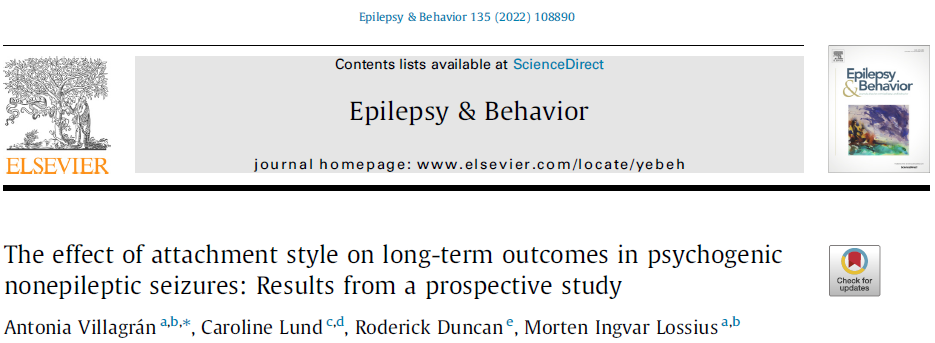 Epilepsy & Behavior 135 (2022) 108890
Contents lists available at ScienceDirect
Epilepsy & Behavior
journal homepage: www.elsevier.com/locate/yebeh
ELSEVIER
Epilepsy
&Behavior
The effect of attachment style on long-term outcomes in psychogenic
nonepileptic seizures: Results from a prospective study
Check for
updates
Antonia Villagrán a,b,*, Caroline Lund c,d, Roderick Duncan e, Morten Ingvar Lossius a,b